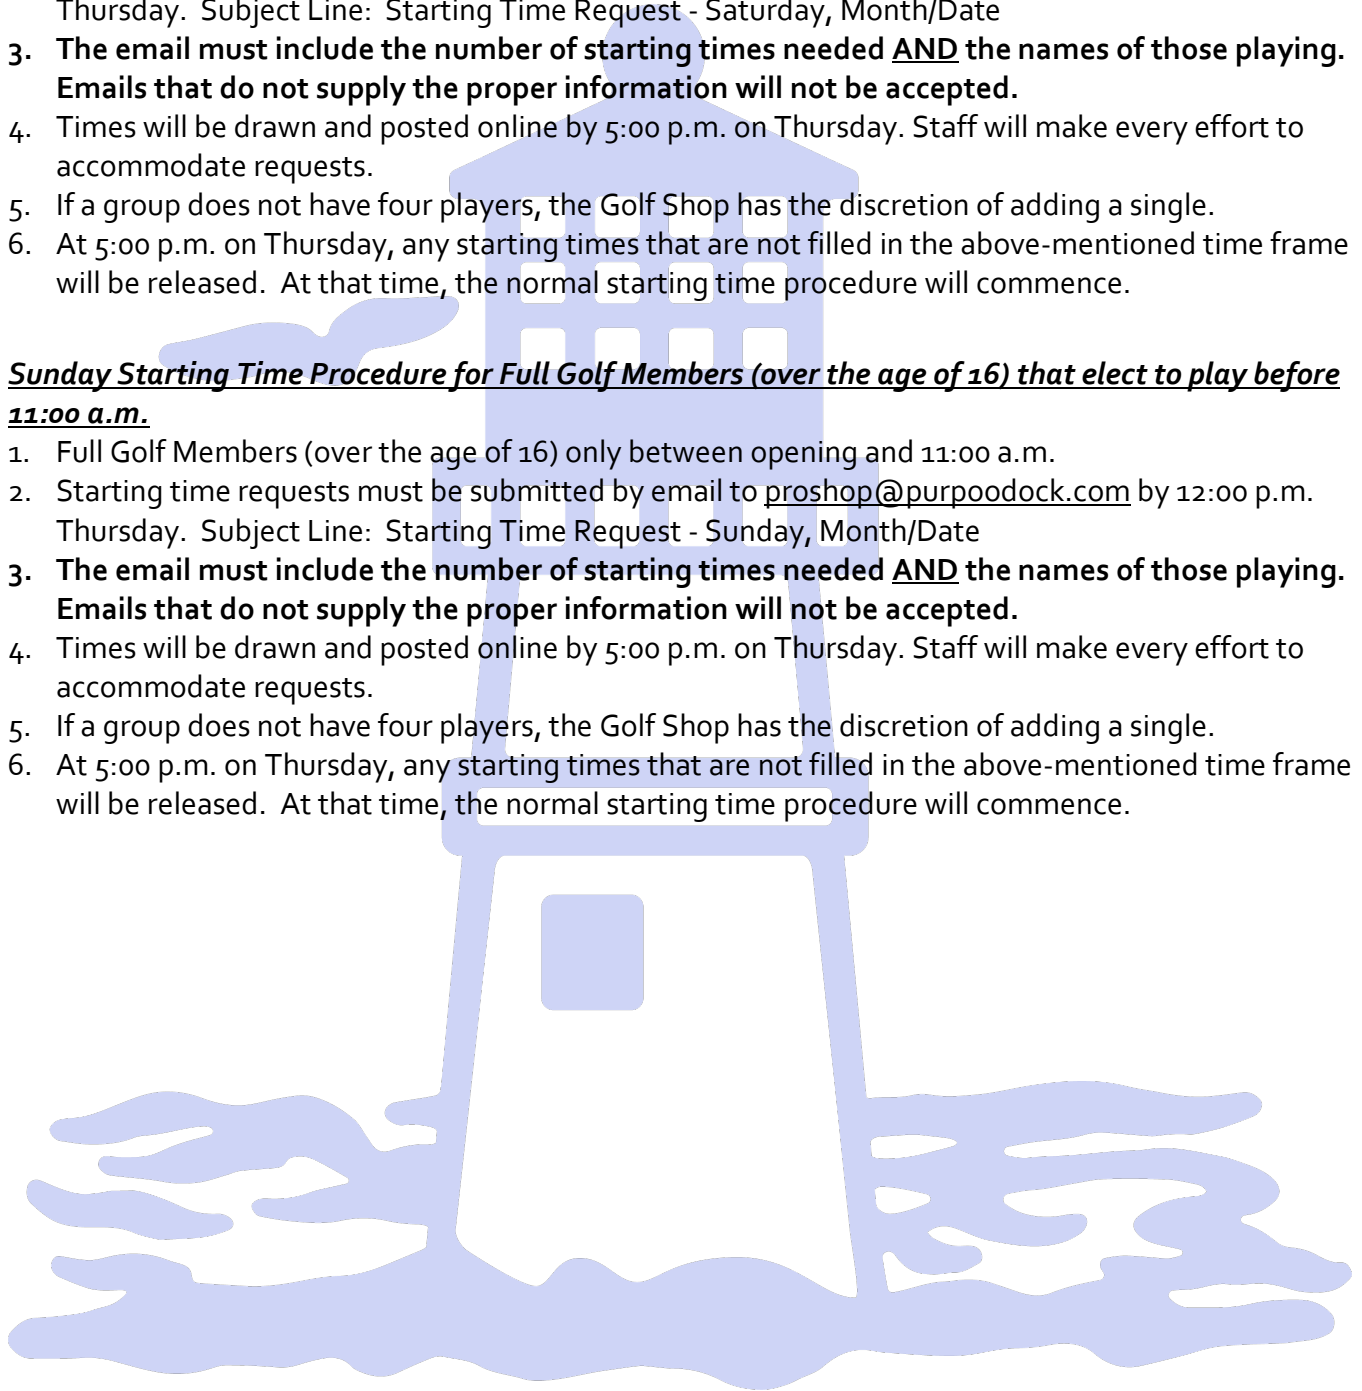 Thursday.  Subject Line:  Starting Time Request - Saturday, Month/Date
3. The email must include the number of starting times needed AND the names of those playing.
Emails that do not supply the proper information will not be accepted.
4. Times will be drawn and posted online by 5:00 p.m. on Thursday. Staff will make every effort to
accommodate requests.
5. If a group does not have four players, the Golf Shop has the discretion of adding a single.
6. At 5:00 p.m. on Thursday, any starting times that are not filled in the above-mentioned time frame
will be released.  At that time, the normal starting time procedure will commence.
Sunday Starting Time Procedure for Full Golf Members (over the age of 16) that elect to play before
11:00 a.m.
1. Full Golf Members (over the age of 16) only between opening and 11:00 a.m.
2. Starting time requests must be submitted by email to proshop@purpoodock.com by 12:00 p.m.
Thursday.  Subject Line:  Starting Time Request - Sunday, Month/Date
3. The email must include the number of starting times needed AND the names of those playing.
Emails that do not supply the proper information will not be accepted.
4. Times will be drawn and posted online by 5:00 p.m. on Thursday. Staff will make every effort to
accommodate requests.
5. If a group does not have four players, the Golf Shop has the discretion of adding a single.
6. At 5:00 p.m. on Thursday, any starting times that are not filled in the above-mentioned time frame
will be released.  At that time, the normal starting time procedure will commence.